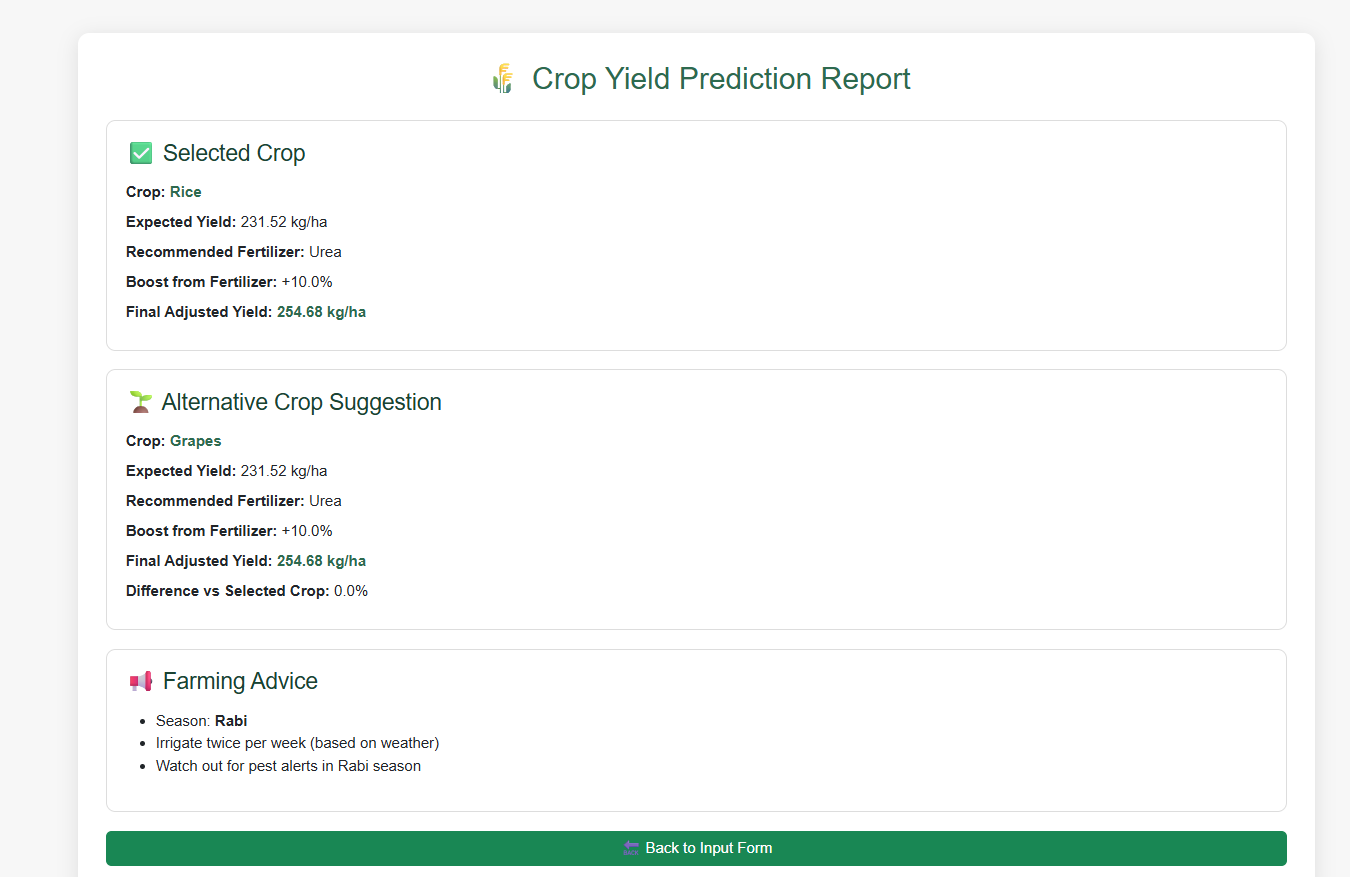 Crop Yield Prediction Report
Selected Crop
Crop: Rice
Expected Yield: 231.52 kg/ha
Recommended Fertilizer: Urea
Boost from Fertilizer: +10.0%
Final Adjusted Yield: 254.68 kg/ha
Alternative Crop Suggestion
Crop: Grapes
Expected Yield: 231.52 kg/ha
Recommended Fertilizer: Urea
Boost from Fertilizer: +10.0%
Final Adjusted Yield: 254.68 kg/ha
Difference vs Selected Crop: 0.0%
Farming Advice
Season: Rabi
Irrigate twice per week (based on weather)
Watch out for pest alerts in Rabi season
Back to Input Form